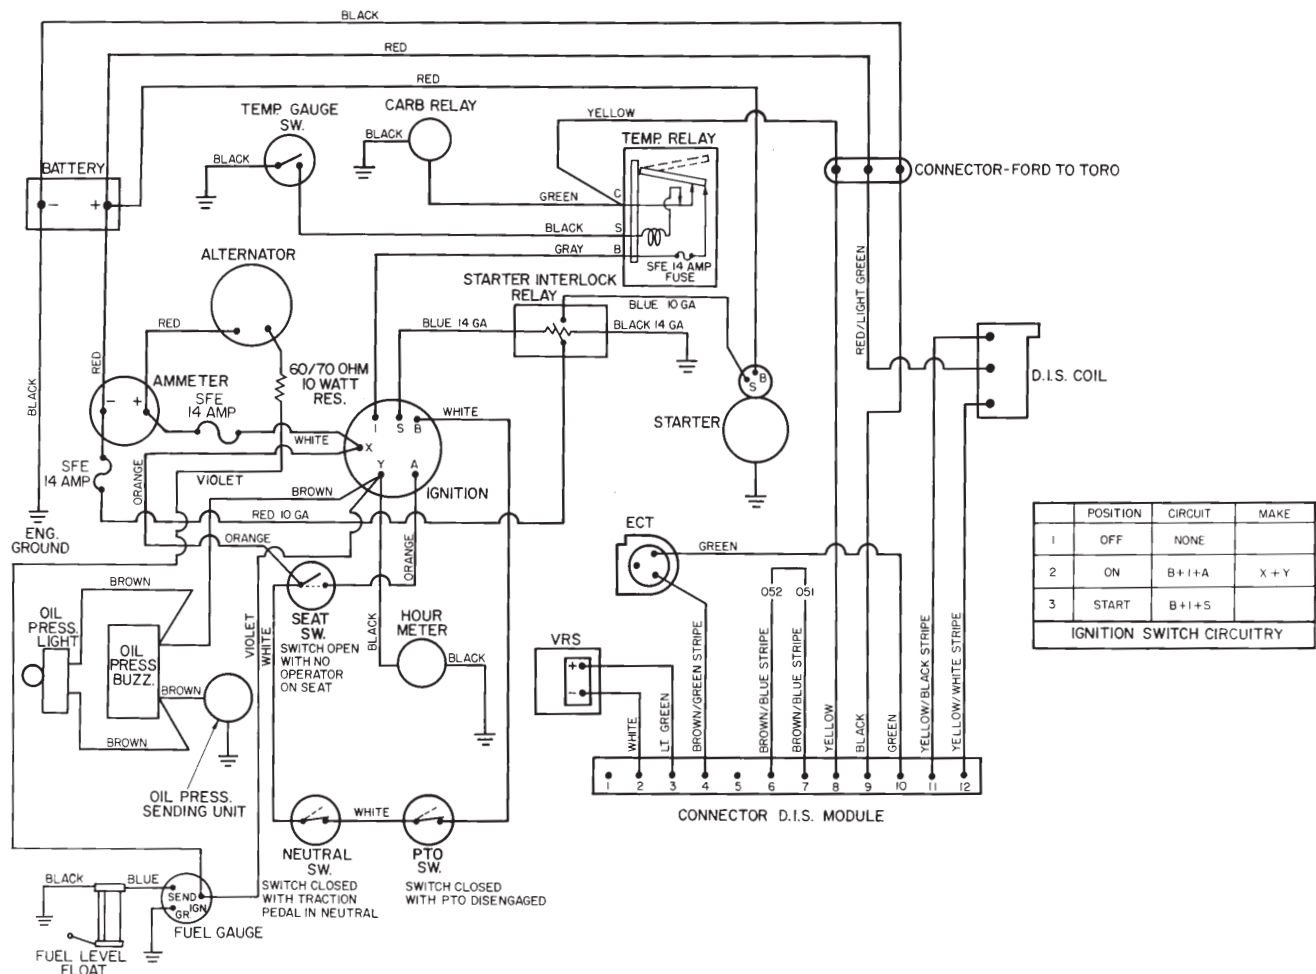 BLACK
RED
RED
TEMP. GAUGE
SW.
CARB RELAY
YELLOW
BLACK
BLACK
TEMP. RELAY
BATTERY
- +
CONNECTOR-FORD TO TORO
GREEN
C
BLACK
S
GRAY
B
SFE 14 AMP
FUSE
ALTERNATOR
STARTER INTERLOCK
RELAY
BLUE 10 GA
RED
BLUE 14 GA
BLACK 14 GA
RED/LIGHT GREEN
RED
BLACK
60/70 OHM
10 WATT
RES.
AMMETER
- +
SFE
14 AMP
WHITE
I S B
X
Y A
WHITE
IGNITION
B
S
STARTER
D.I.S. COIL
SFE
14 AMP
ORANGE
VIOLET
BROWN
RED 10 GA
ORANGE
ORANGE
ENG.
GROUND
BROWN
OIL
PRESS.
LIGHT
OIL
PRESS
BUZZ.
BROWN
BROWN
OIL PRESS.
SENDING UNIT
VIOLET
WHITE
SEAT
SW.
SWITCH OPEN
WITH NO
OPERATOR
ON SEAT
BLACK
HOUR
METER
BLACK
ECT
GREEN
052 051
VRS
+
-
WHITE
LT. GREEN
BROWN/GREEN STRIPE
BROWN/BLUE STRIPE
BROWN/BLUE STRIPE
YELLOW
BLACK
GREEN
YELLOW/BLACK STRIPE
YELLOW/WHITE STRIPE
1 2 3 4 5 6 7 8 9 10 11 12
CONNECTOR D.I.S. MODULE
POSITION CIRCUIT MAKE
1 OFF NONE
2 ON B+I+A X+Y
3 START B+I+S
IGNITION SWITCH CIRCUITRY
WHITE
NEUTRAL
SW.
SWITCH CLOSED
WITH TRACTION
PEDAL IN NEUTRAL
PTO
SW.
SWITCH CLOSED
WITH PTO DISENGAGED
BLACK
BLUE
SEND
IGN
GR
FUEL GAUGE
FUEL LEVEL
FLOAT